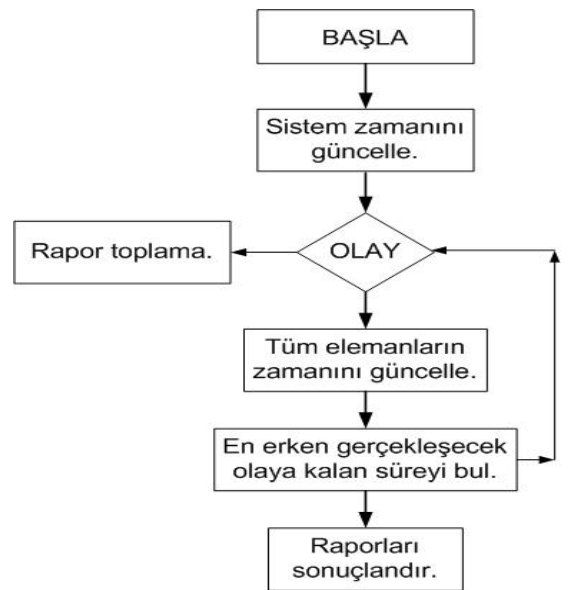 BAŞLA
Sistem zamanını
güncelle.
Rapor toplama.
OLAY
Tüm elemanların
zamanını güncelle.
En erken gerçekleşecek
olaya kalan süreyi bul.
Raporları
sonuçlandır.